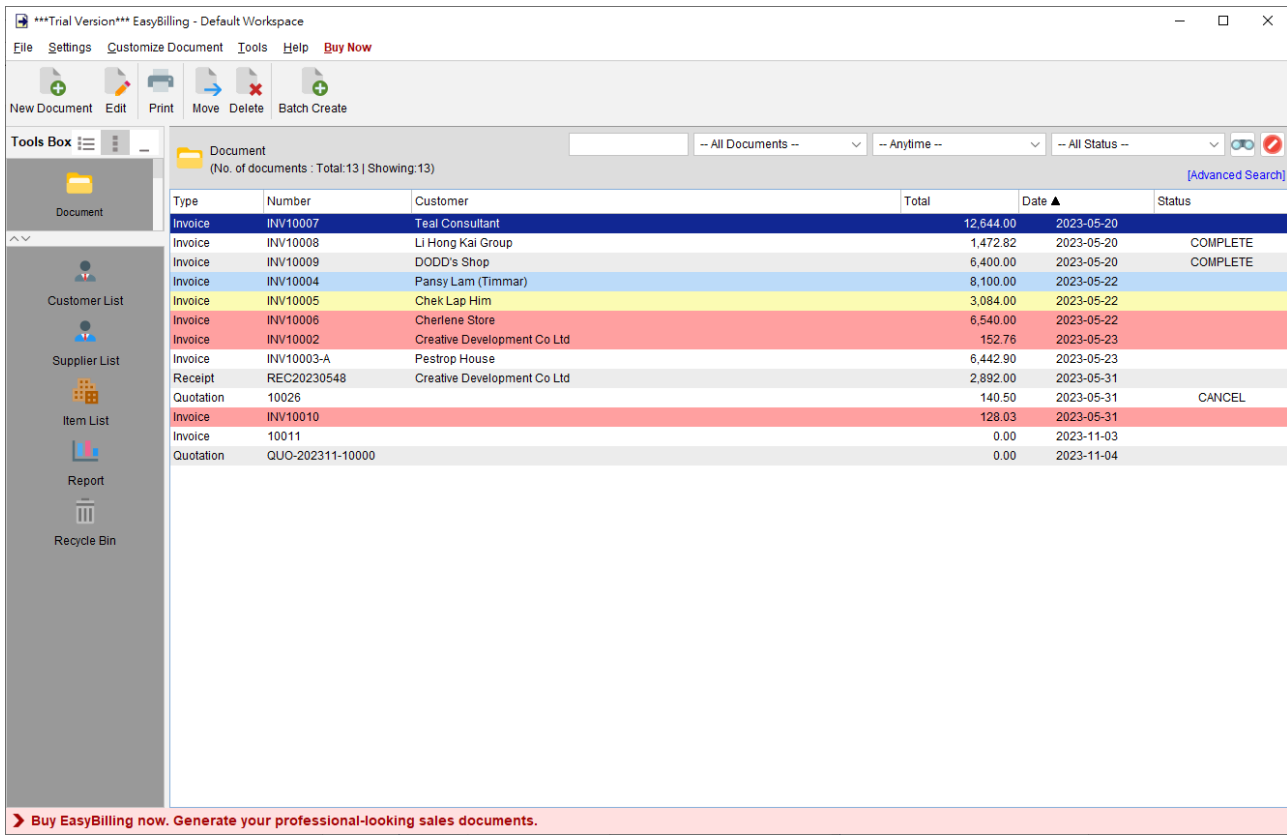 ***Trial Version*** EasyBilling - Default Workspace
File Settings Customize Document Tools Help Buy Now
New Document Edit Print Move Delete Batch Create
Tools Box
Document
(No. of documents : Total:13 | Showing:13)
-- All Documents -- -- Anytime -- -- All Status --
[Advanced Search]
Document
Customer List
Supplier List
Item List
Report
Recycle Bin
Type Number Customer Total Date ▲ Status
Invoice INV10007 Teal Consultant 12,644.00 2023-05-20
Invoice INV10008 Li Hong Kai Group 1,472.82 2023-05-20 COMPLETE
Invoice INV10009 DODD's Shop 6,400.00 2023-05-20 COMPLETE
Invoice INV10004 Pansy Lam (Timmar) 8,100.00 2023-05-22
Invoice INV10005 Chek Lap Him 3,084.00 2023-05-22
Invoice INV10006 Cherlene Store 6,540.00 2023-05-22
Invoice INV10002 Creative Development Co Ltd 152.76 2023-05-23
Invoice INV10003-A Pestrop House 6,442.90 2023-05-23
Receipt REC20230548 Creative Development Co Ltd 2,892.00 2023-05-31
Quotation 10026 140.50 2023-05-31 CANCEL
Invoice INV10010 128.03 2023-05-31
Invoice 10011 0.00 2023-11-03
Quotation QUO-202311-10000 0.00 2023-11-04
Buy EasyBilling now. Generate your professional-looking sales documents.